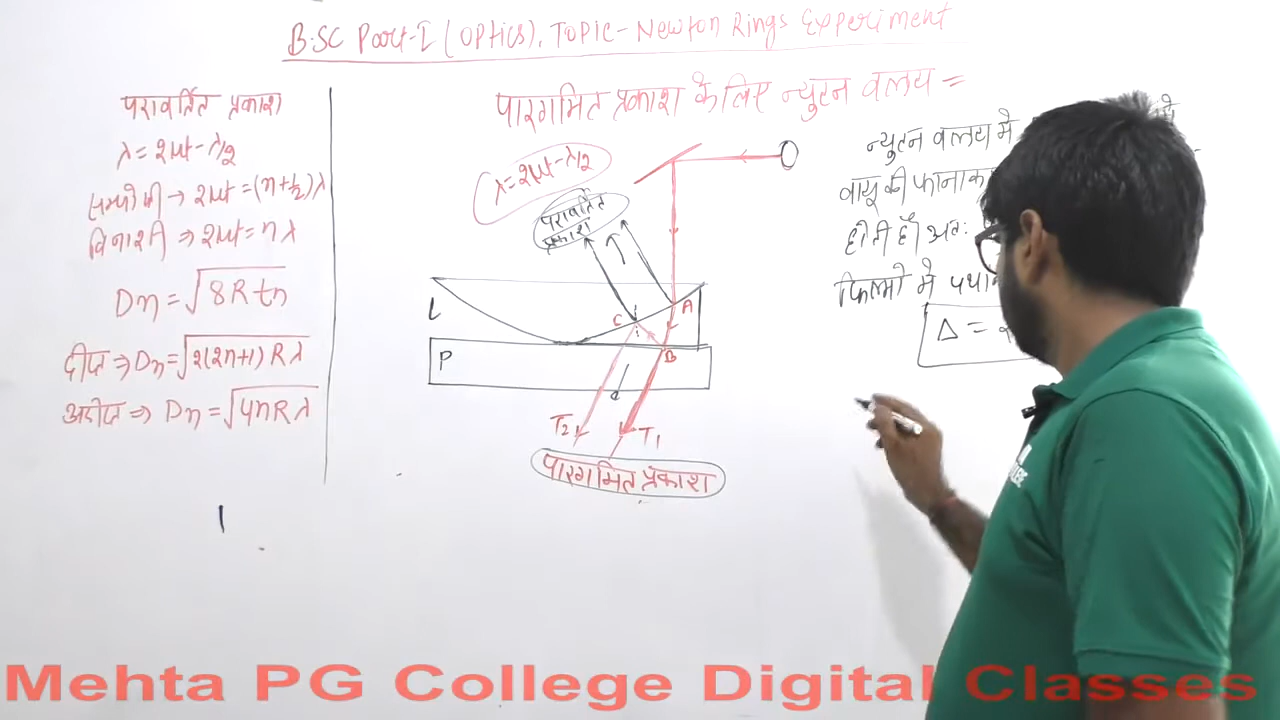 B.SC Part-I (Optics), Topic - Newton Rings Experiment
परावर्तित प्रकाश
λ = 2μt - λ/2
सम्पोषी → 2μt = (n+1/2)λ
विनाशी ⇒ 2μt = nλ
Dn = √8Rtn
दीप्त ⇒ Dn = √2(2n+1)Rλ
अदीप्त ⇒ Dn = √4nRλ
पारगमित प्रकाश के लिए न्यूटन वलय =
λ = 2μt - λ/2
परावर्तित
प्रकाश
L
A
C
i
B
P
T2
T1
पारगमित प्रकाश
न्यूटन वलय में
वायु की
होती है अतः
फिल्मो मे
Δ =
Mehta PG College Digital Classes